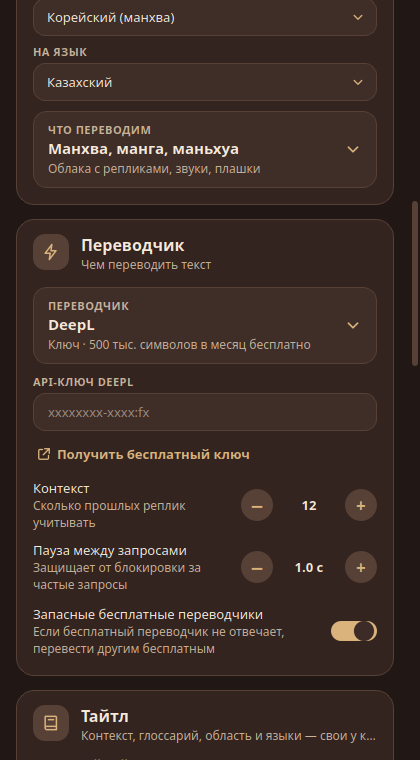 Корейский (манхва)
НА ЯЗЫК
Казахский
ЧТО ПЕРЕВОДИМ
Манхва, манга, маньхуа
Облака с репликами, звуки, плашки
Переводчик
Чем переводить текст
ПЕРЕВОДЧИК
DeepL
Ключ · 500 тыс. символов в месяц бесплатно
API-КЛЮЧ DEEPL
xxxxxxxx-xxxx:fx
Получить бесплатный ключ
Контекст
Сколько прошлых реплик
учитывать
– 12 +
Пауза между запросами
Защищает от блокировки за
частые запросы
– 1.0 с +
Запасные бесплатные переводчики
Если бесплатный переводчик не отвечает,
перевести другим бесплатным
Тайтл
Контекст, глоссарий, область и языки — свои у к...